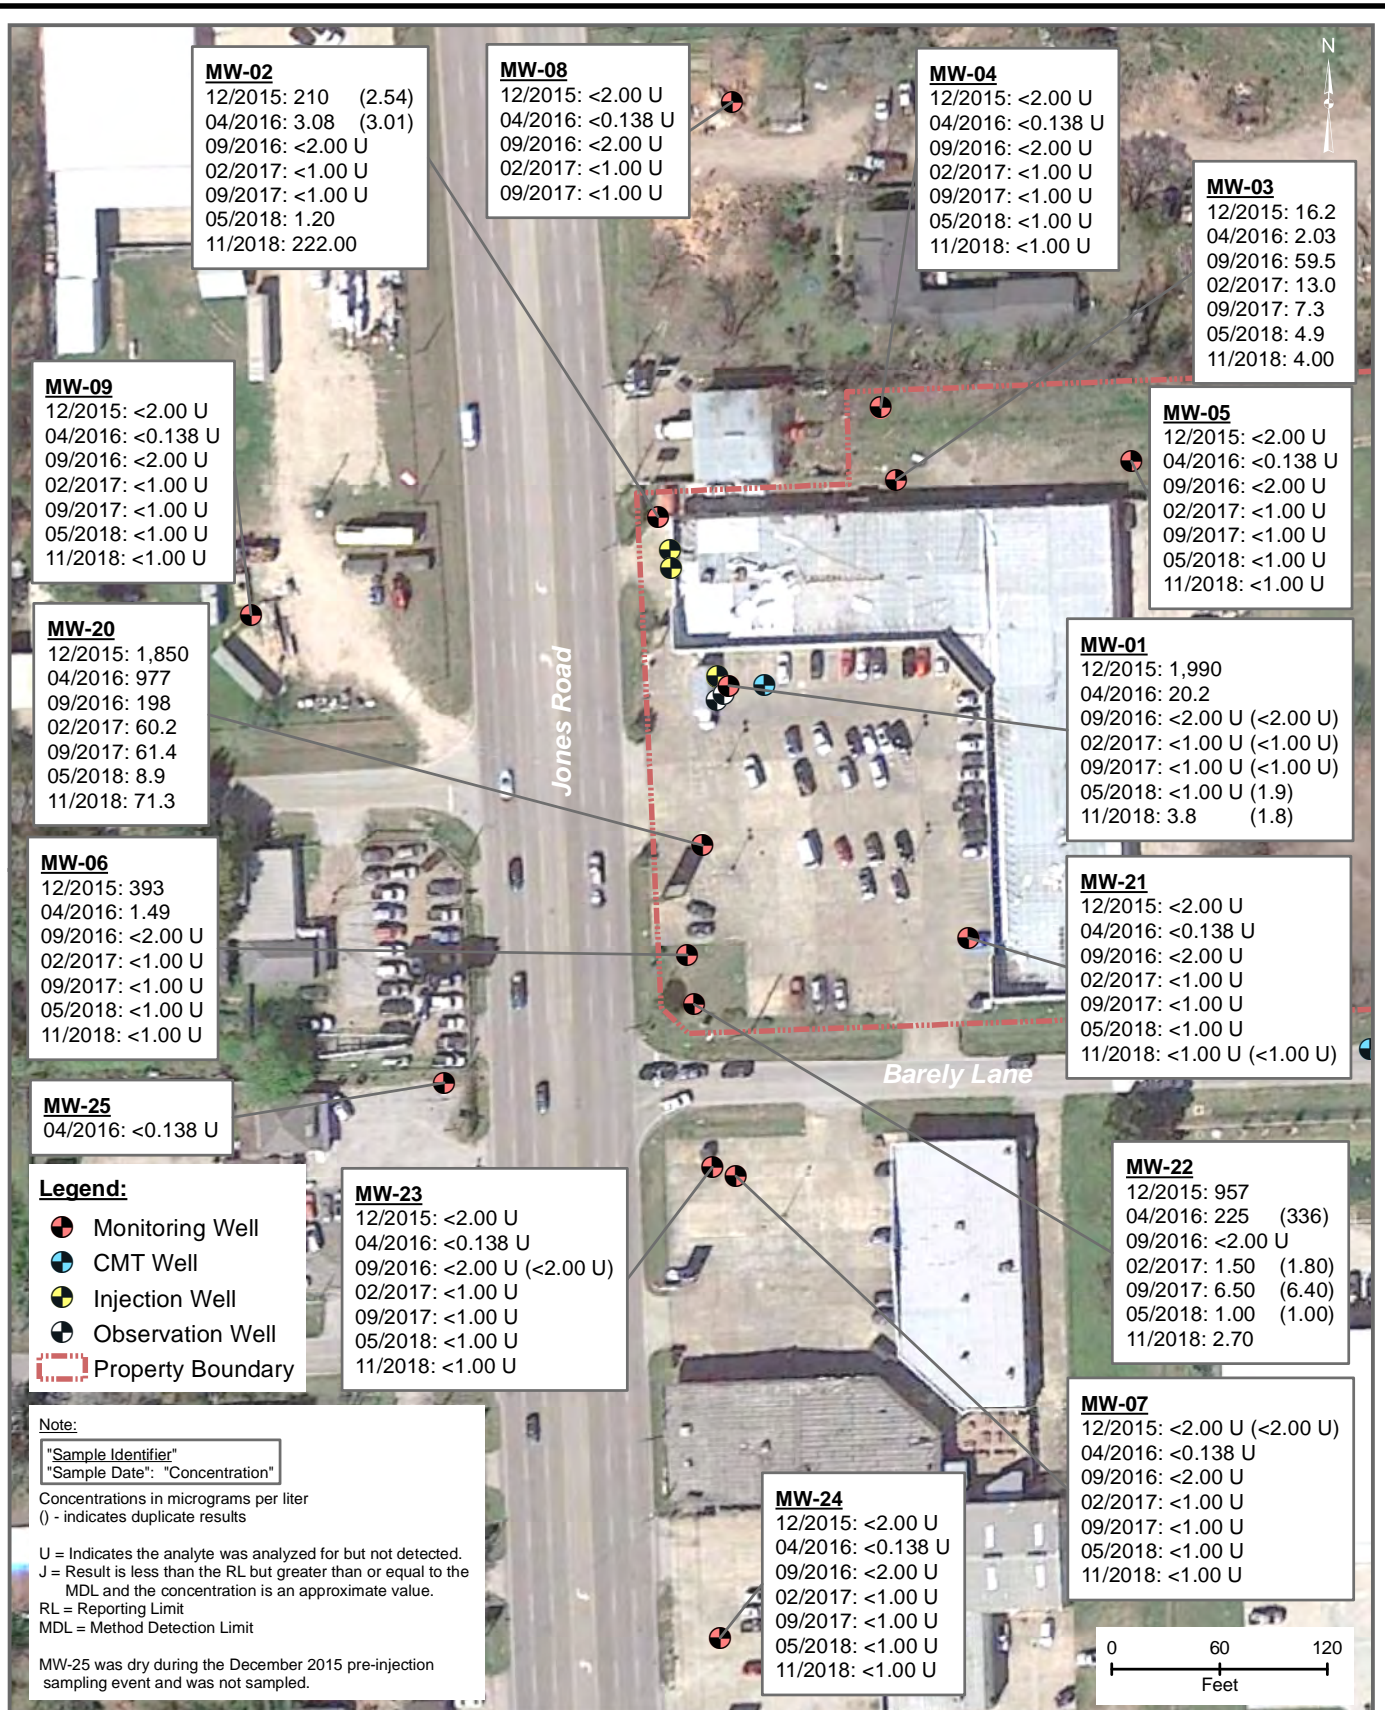 N
MW-02
12/2015: 210 (2.54)
04/2016: 3.08 (3.01)
09/2016: <2.00 U
02/2017: <1.00 U
09/2017: <1.00 U
05/2018: 1.20
11/2018: 222.00
MW-08
12/2015: <2.00 U
04/2016: <0.138 U
09/2016: <2.00 U
02/2017: <1.00 U
09/2017: <1.00 U
MW-04
12/2015: <2.00 U
04/2016: <0.138 U
09/2016: <2.00 U
02/2017: <1.00 U
09/2017: <1.00 U
05/2018: <1.00 U
11/2018: <1.00 U
MW-03
12/2015: 16.2
04/2016: 2.03
09/2016: 59.5
02/2017: 13.0
09/2017: 7.3
05/2018: 4.9
11/2018: 4.00
MW-09
12/2015: <2.00 U
04/2016: <0.138 U
09/2016: <2.00 U
02/2017: <1.00 U
09/2017: <1.00 U
05/2018: <1.00 U
11/2018: <1.00 U
MW-05
12/2015: <2.00 U
04/2016: <0.138 U
09/2016: <2.00 U
02/2017: <1.00 U
09/2017: <1.00 U
05/2018: <1.00 U
11/2018: <1.00 U
MW-20
12/2015: 1,850
04/2016: 977
09/2016: 198
02/2017: 60.2
09/2017: 61.4
05/2018: 8.9
11/2018: 71.3
Jones Road
MW-01
12/2015: 1,990
04/2016: 20.2
09/2016: <2.00 U (<2.00 U)
02/2017: <1.00 U (<1.00 U)
09/2017: <1.00 U (<1.00 U)
05/2018: <1.00 U (1.9)
11/2018: 3.8 (1.8)
MW-06
12/2015: 393
04/2016: 1.49
09/2016: <2.00 U
02/2017: <1.00 U
09/2017: <1.00 U
05/2018: <1.00 U
11/2018: <1.00 U
MW-21
12/2015: <2.00 U
04/2016: <0.138 U
09/2016: <2.00 U
02/2017: <1.00 U
09/2017: <1.00 U
05/2018: <1.00 U
11/2018: <1.00 U (<1.00 U)
Barely Lane
MW-25
04/2016: <0.138 U
Legend:
Monitoring Well
CMT Well
Injection Well
Observation Well
Property Boundary
MW-23
12/2015: <2.00 U
04/2016: <0.138 U
09/2016: <2.00 U (<2.00 U)
02/2017: <1.00 U
09/2017: <1.00 U
05/2018: <1.00 U
11/2018: <1.00 U
MW-22
12/2015: 957
04/2016: 225 (336)
09/2016: <2.00 U
02/2017: 1.50 (1.80)
09/2017: 6.50 (6.40)
05/2018: 1.00 (1.00)
11/2018: 2.70
MW-07
12/2015: <2.00 U (<2.00 U)
04/2016: <0.138 U
09/2016: <2.00 U
02/2017: <1.00 U
09/2017: <1.00 U
05/2018: <1.00 U
11/2018: <1.00 U
MW-24
12/2015: <2.00 U
04/2016: <0.138 U
09/2016: <2.00 U
02/2017: <1.00 U
09/2017: <1.00 U
05/2018: <1.00 U
11/2018: <1.00 U
Note:
"Sample Identifier"
"Sample Date": "Concentration"
Concentrations in micrograms per liter
() - indicates duplicate results
U = Indicates the analyte was analyzed for but not detected.
J = Result is less than the RL but greater than or equal to the
MDL and the concentration is an approximate value.
RL = Reporting Limit
MDL = Method Detection Limit
MW-25 was dry during the December 2015 pre-injection
sampling event and was not sampled.
0 60 120
Feet